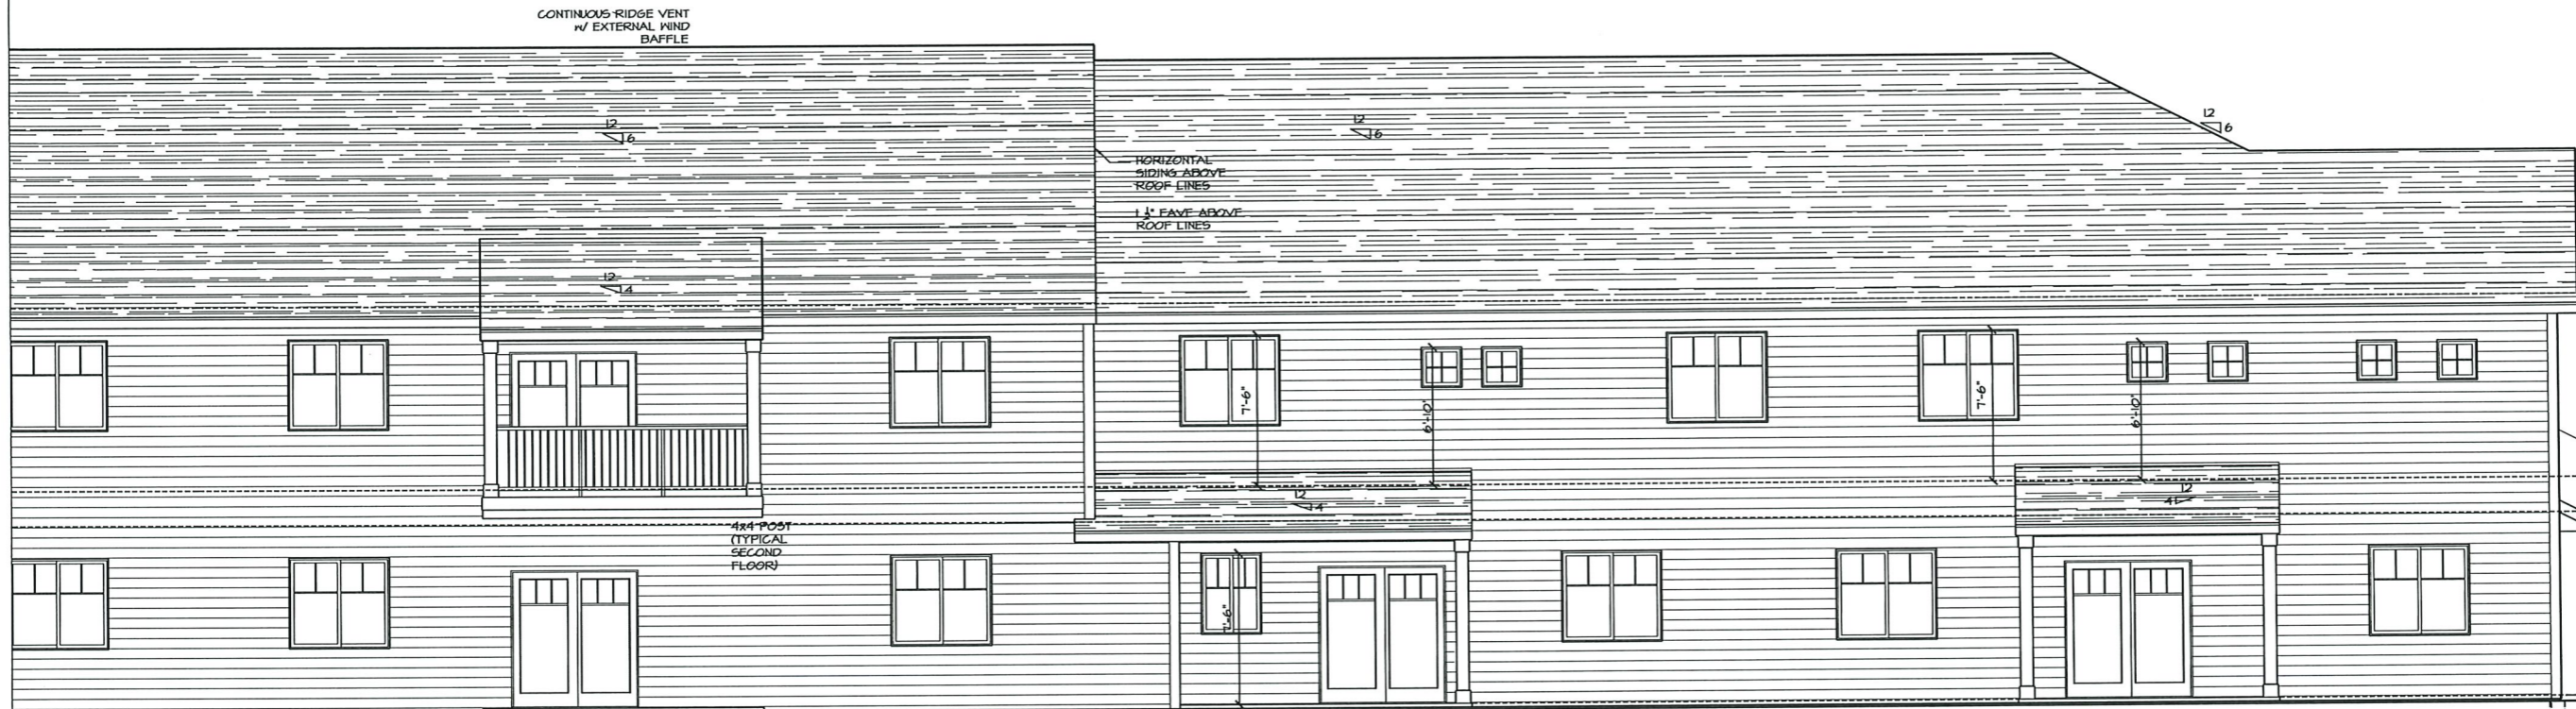 CONTINUOUS RIDGE VENT
w/ EXTERNAL WIND
BAFFLE
12
6
12
6
12
6
HORIZONTAL
SIDING ABOVE
ROOF LINES
1 1/2" EAVE ABOVE
ROOF LINES
12
4
7'-6"
6'-10"
7'-6"
6'-10"
12
4
12
4
4x4 POST
(TYPICAL
SECOND
FLOOR)
7'-6"